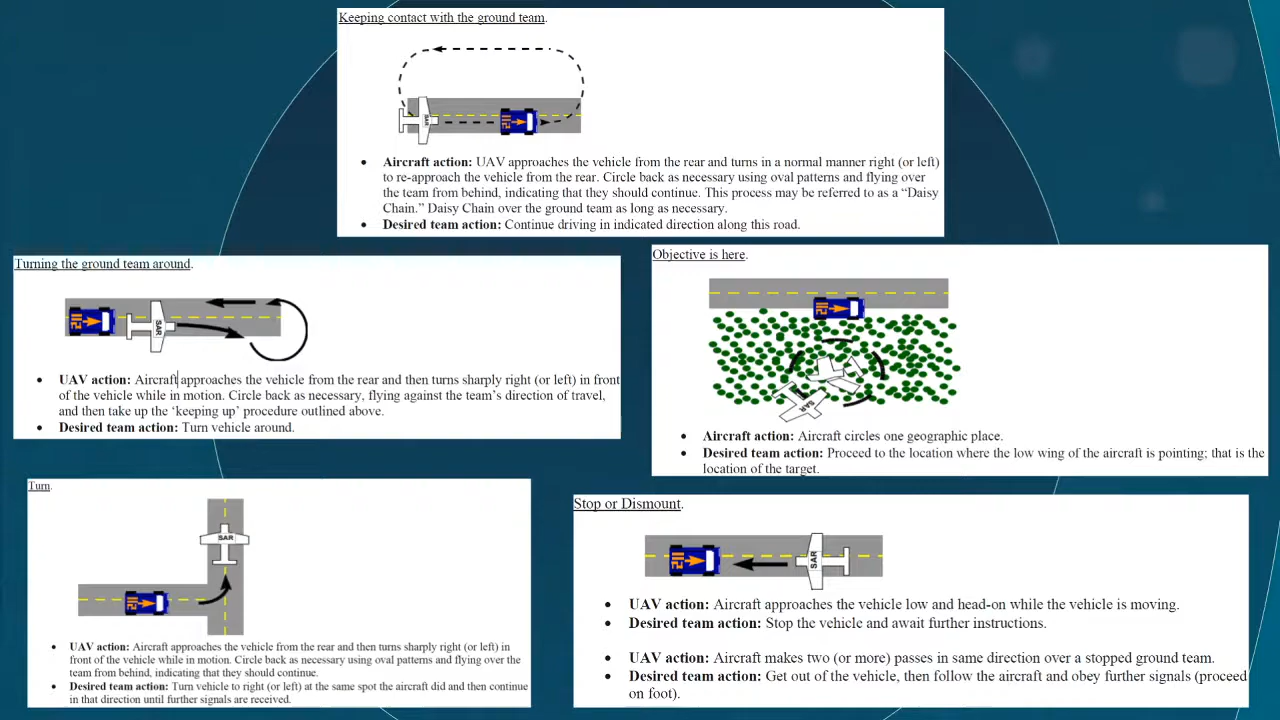 Keeping contact with the ground team.
SAR
112
Aircraft action: UAV approaches the vehicle from the rear and turns in a normal manner right (or left)
to re-approach the vehicle from the rear. Circle back as necessary using oval patterns and flying over
the team from behind, indicating that they should continue. This process may be referred to as a “Daisy
Chain.” Daisy Chain over the ground team as long as necessary.
Desired team action: Continue driving in indicated direction along this road.
Turning the ground team around.
112
SAR
UAV action: Aircraft approaches the vehicle from the rear and then turns sharply right (or left) in front
of the vehicle while in motion. Circle back as necessary, flying against the team’s direction of travel,
and then take up the ‘keeping up’ procedure outlined above.
Desired team action: Turn vehicle around.
Objective is here.
112
SAR
Aircraft action: Aircraft circles one geographic place.
Desired team action: Proceed to the location where the low wing of the aircraft is pointing; that is the
location of the target.
Turn.
SAR
112
UAV action: Aircraft approaches the vehicle from the rear and then turns sharply right (or left) in
front of the vehicle while in motion. Circle back as necessary using oval patterns and flying over the
team from behind, indicating that they should continue.
Desired team action: Turn vehicle to right (or left) at the same spot the aircraft did and then continue
in that direction until further signals are received.
Stop or Dismount.
112
SAR
UAV action: Aircraft approaches the vehicle low and head-on while the vehicle is moving.
Desired team action: Stop the vehicle and await further instructions.
UAV action: Aircraft makes two (or more) passes in same direction over a stopped ground team.
Desired team action: Get out of the vehicle, then follow the aircraft and obey further signals (proceed
on foot).